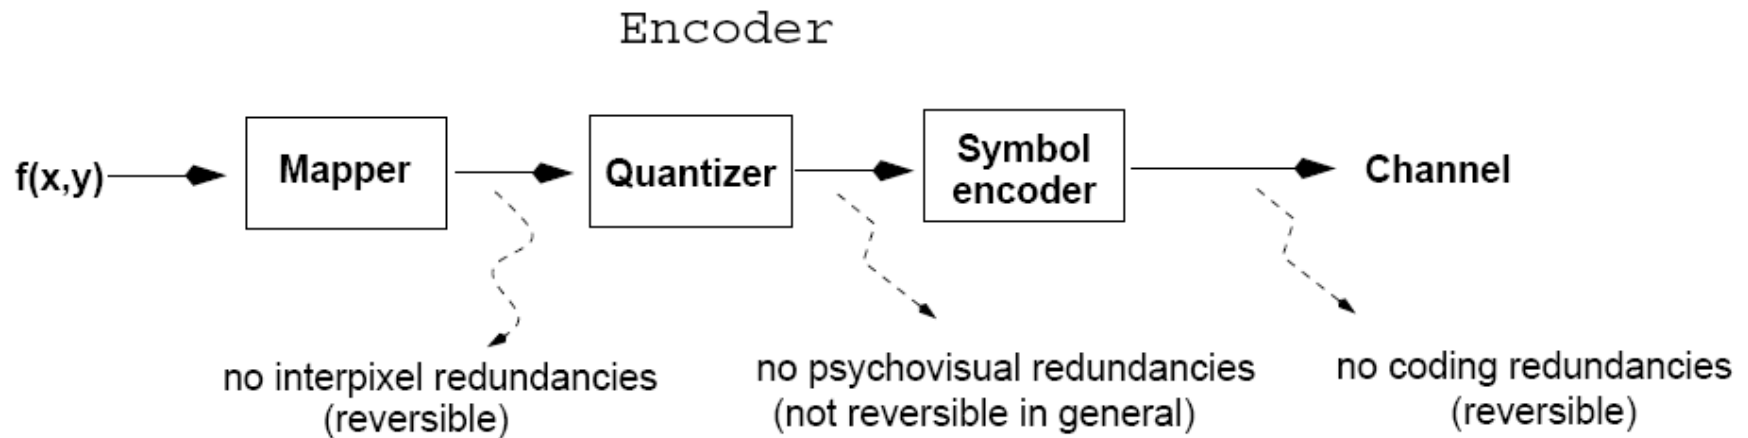 Encoder
f(x,y)
Mapper
Quantizer
Symbol
encoder
Channel
no interpixel redundancies
(reversible)
no psychovisual redundancies
(not reversible in general)
no coding redundancies
(reversible)